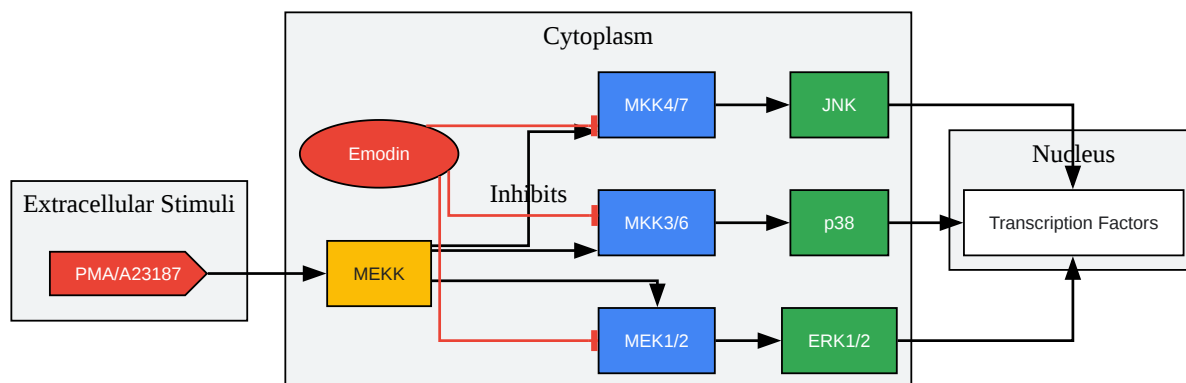 Cytoplasm
MKK4/7
JNK
Emodin
Nucleus
Inhibits
Extracellular Stimuli
MKK3/6
p38
Transcription Factors
PMA/A23187
MEKK
MEK1/2
ERK1/2